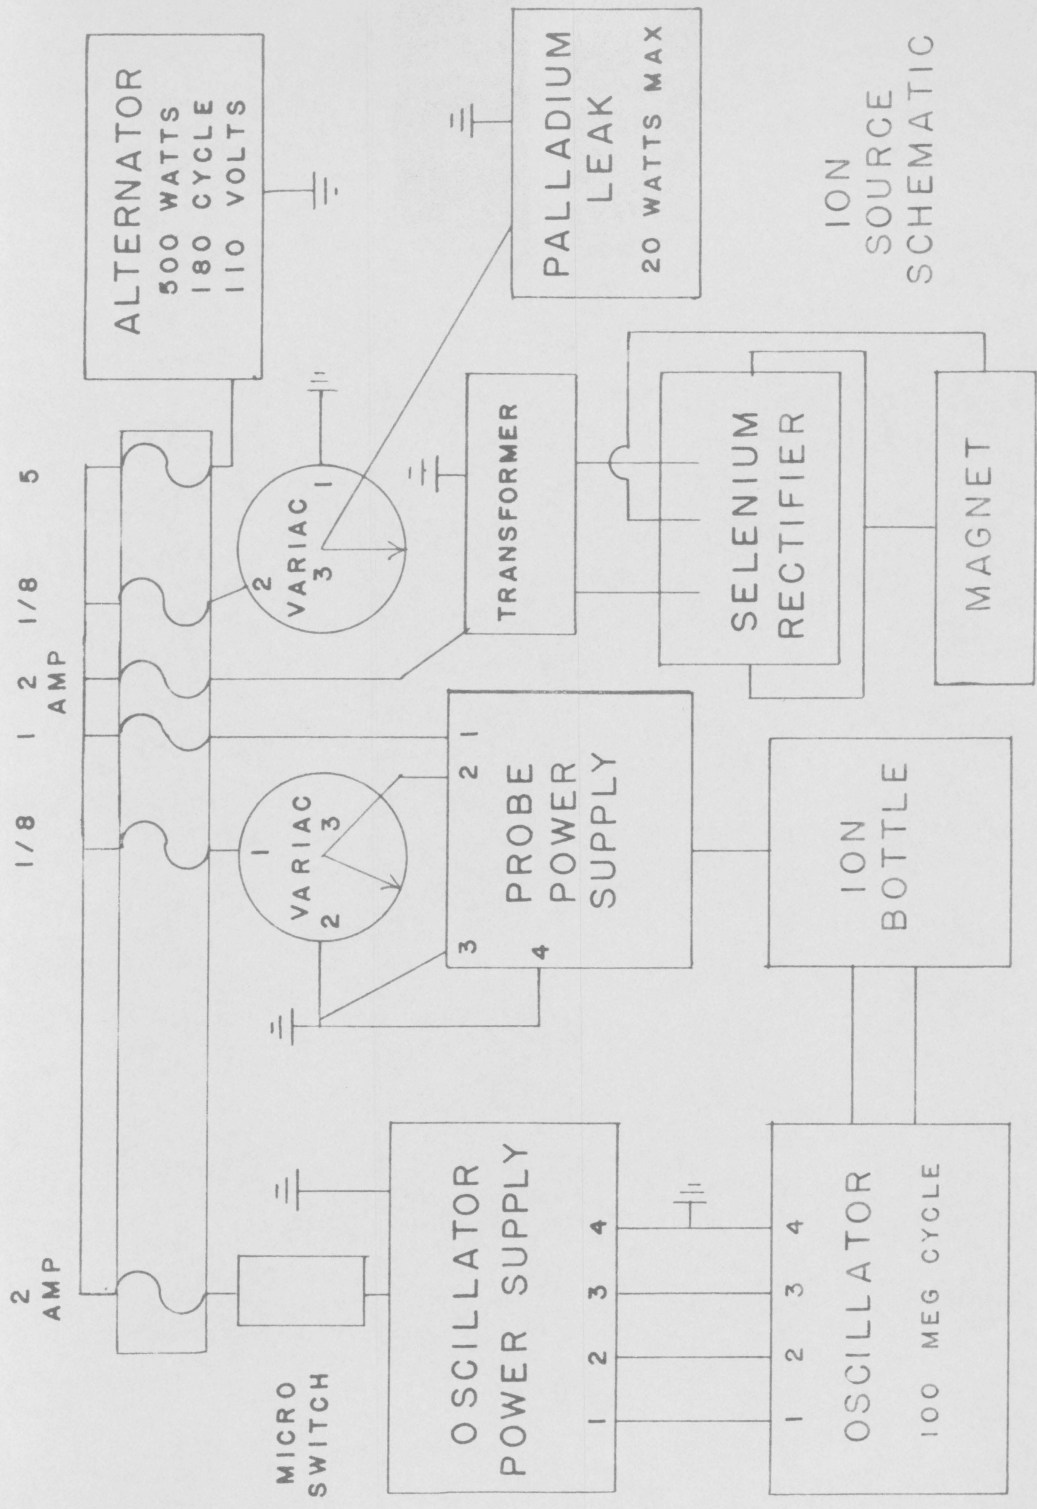 2
AMP
1/8
1
2
AMP
1/8
5
MICRO
SWITCH
1
VARIAC
2
3
2
VARIAC
3
1
ALTERNATOR
500 WATTS
180 CYCLE
110 VOLTS
OSCILLATOR
POWER SUPPLY
1 2 3 4
3
2 1
4
PROBE
POWER
SUPPLY
TRANSFORMER
PALLADIUM
LEAK
20 WATTS MAX
1 2 3 4
OSCILLATOR
100 MEG CYCLE
ION
BOTTLE
SELENIUM
RECTIFIER
MAGNET
ION
SOURCE
SCHEMATIC